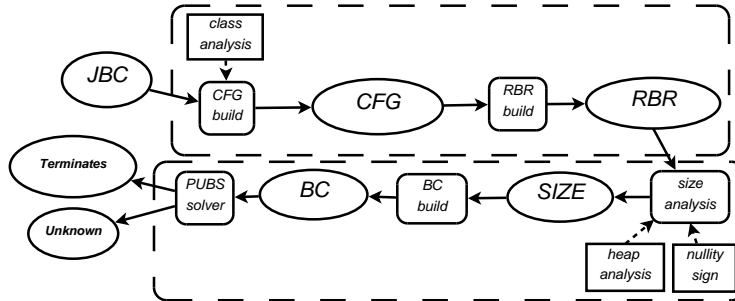 class
analysis
JBC
CFG
build
CFG
RBR
build
RBR
Terminates
Unknown
PUBS
solver
BC
BC
build
SIZE
size
analysis
heap
analysis
nullity
sign